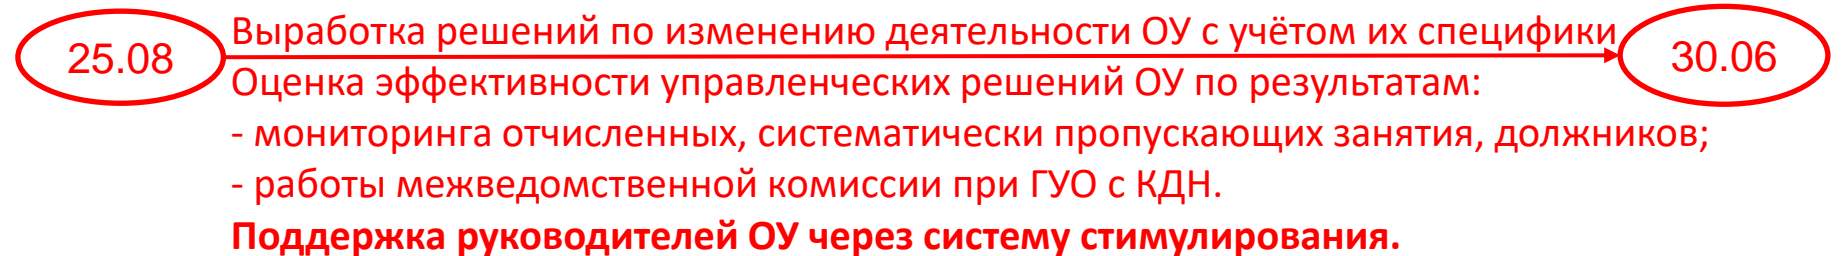 25.08
Выработка решений по изменению деятельности ОУ с учётом их специфики
30.06
Оценка эффективности управленческих решений ОУ по результатам:
- мониторинга отчисленных, систематически пропускающих занятия, должников;
- работы межведомственной комиссии при ГУО с КДН.
Поддержка руководителей ОУ через систему стимулирования.